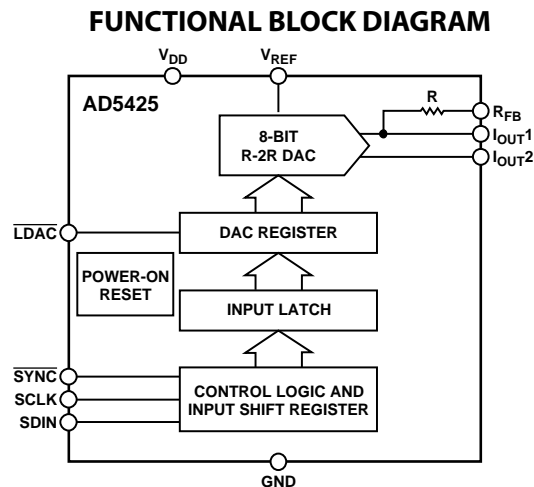 FUNCTIONAL BLOCK DIAGRAM
VDD
VREF
AD5425
R
RFB
8-BIT
R-2R DAC
IOUT1
IOUT2
LDAC
DAC REGISTER
POWER-ON
RESET
INPUT LATCH
SYNC
SCLK
SDIN
CONTROL LOGIC AND
INPUT SHIFT REGISTER
GND